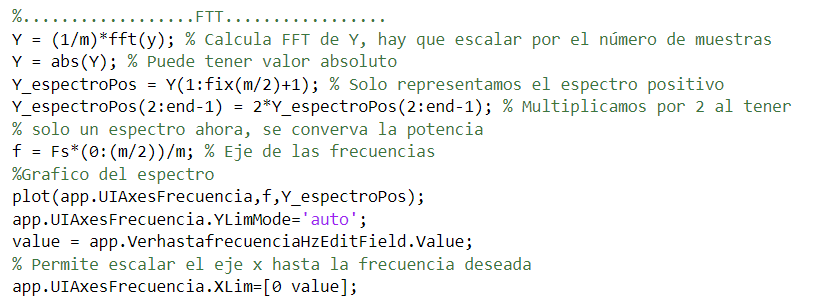 %.................FTT................
Y = (1/m)*fft(y); % Calcula FFT de Y, hay que escalar por el número de muestras
Y = abs(Y); % Puede tener valor absoluto
Y_espectroPos = Y(1:fix(m/2)+1); % Solo representamos el espectro positivo
Y_espectroPos(2:end-1) = 2*Y_espectroPos(2:end-1); % Multiplicamos por 2 al tener
% solo un espectro ahora, se converva la potencia
f = Fs*(0:(m/2))/m; % Eje de las frecuencias
%Grafico del espectro
plot(app.UIAxesFrecuencia,f,Y_espectroPos);
app.UIAxesFrecuencia.YLimMode='auto';
value = app.VerhastafrecuenciaHzEditField.Value;
% Permite escalar el eje x hasta la frecuencia deseada
app.UIAxesFrecuencia.XLim=[0 value];